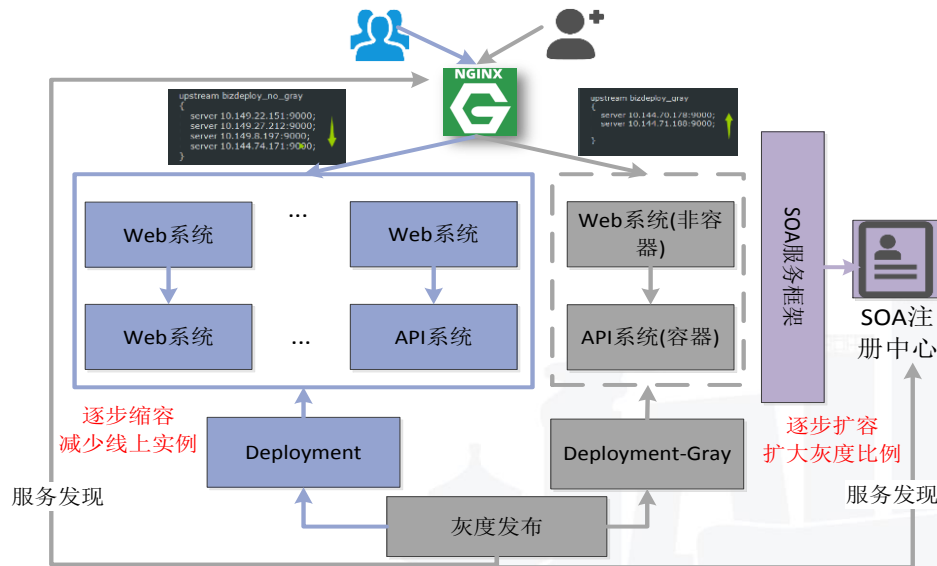 NGINX
upstream bizdeploy_no_gray
{
server 10.149.22.151:9000;
server 10.149.27.212:9000;
server 10.149.8.197:9000;
server 10.144.74.171:9000;
}
upstream bizdeploy_gray
{
server 10.144.70.178:9000;
server 10.144.71.188:9000;
}
Web系统
...
Web系统
Web系统(非容
器)
Web系统
...
API系统
API系统(容器)
SOA服务框架
SOA注
册中心
逐步缩容
减少线上实例
Deployment
Deployment-Gray
逐步扩容
扩大灰度比例
服务发现
灰度发布
服务发现